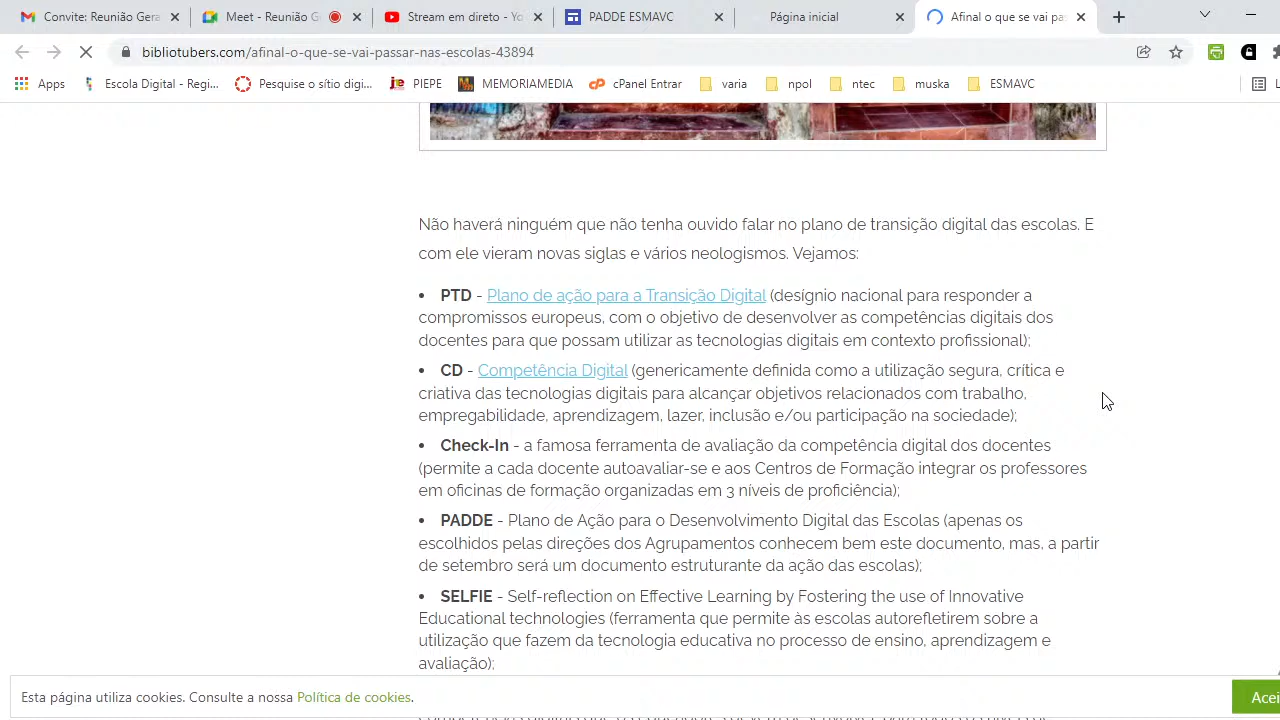 Convite: Reunião Gera
Meet - Reunião G
Stream em direto - Yo
PADDE ESMAVC
Página inicial
Afinal o que se vai pas
bibliotubers.com/afinal-o-que-se-vai-passar-nas-escolas-43894
Apps
Escola Digital - Regi...
Pesquise o sítio digi...
PIEPE
MEMORIAMEDIA
cPanel Entrar
varia
npol
ntec
muska
ESMAVC
Não haverá ninguém que não tenha ouvido falar no plano de transição digital das escolas. E
com ele vieram novas siglas e vários neologismos. Vejamos:
• PTD - Plano de ação para a Transição Digital (desígnio nacional para responder a
compromissos europeus, com o objetivo de desenvolver as competências digitais dos
docentes para que possam utilizar as tecnologias digitais em contexto profissional);
• CD - Competência Digital (genericamente definida como a utilização segura, crítica e
criativa das tecnologias digitais para alcançar objetivos relacionados com trabalho,
empregabilidade, aprendizagem, lazer, inclusão e/ou participação na sociedade);
• Check-In - a famosa ferramenta de avaliação da competência digital dos docentes
(permite a cada docente autoavaliar-se e aos Centros de Formação integrar os professores
em oficinas de formação organizadas em 3 níveis de proficiência);
• PADDE - Plano de Ação para o Desenvolvimento Digital das Escolas (apenas os
escolhidos pelas direções dos Agrupamentos conhecem bem este documento, mas, a partir
de setembro será um documento estruturante da ação das escolas);
• SELFIE - Self-reflection on Effective Learning by Fostering the use of Innovative
Educational technologies (ferramenta que permite às escolas autorefletirem sobre a
utilização que fazem da tecnologia educativa no processo de ensino, aprendizagem e
avaliação);
Esta página utiliza cookies. Consulte a nossa Política de cookies.
Acei